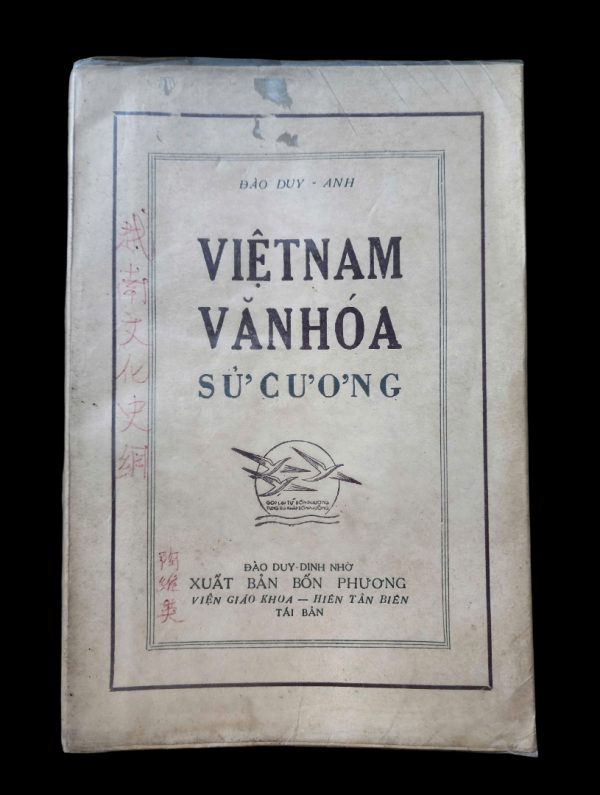 ĐÀO DUY - ANH
VIỆTNAM
VĂNHÓA
SỬ CƯƠNG
ĐÀO DUY-DINH NHỜ
XUẤT BẢN BỐN PHƯƠNG
VIỆN GIÁO KHOA — HIÊN TÂN BIÊN
TÁI BẢN
越南文化史綱
陶維英